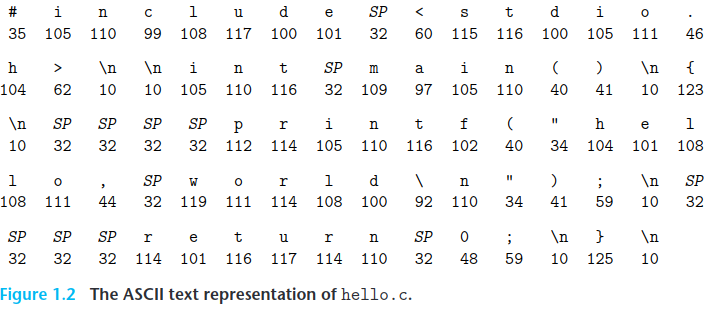 # i n c l u d e SP < s t d i o .
35 105 110 99 108 117 100 101 32 60 115 116 100 105 111 46
h > \n \n i n t SP m a i n ( ) \n {
104 62 10 10 105 110 116 32 109 97 105 110 40 41 10 123
\n SP SP SP SP p r i n t f ( " h e l
10 32 32 32 32 112 114 105 110 116 102 40 34 104 101 108
l o , SP w o r l d \ n " ) ; \n SP
108 111 44 32 119 111 114 108 100 92 110 34 41 59 10 32
SP SP SP r e t u r n SP 0 ; \n } \n
32 32 32 114 101 116 117 114 110 32 48 59 10 125 10
Figure 1.2 The ASCII text representation of hello.c.